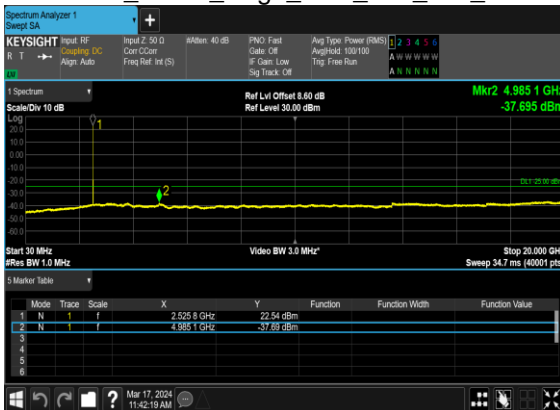 Spectrum Analyzer 1
Swept SA
+
KEYSIGHT Input: RF Input Z: 50 Ω #Atten: 40 dB PNO: Fast Avg Type: Power (RMS) 1 2 3 4 5 6
R T Coupling: DC Corr CCorr Gate: Off Avg|Hold: 100/100 A W W W W W
Align: Auto Freq Ref: Int (S) IF Gain: Low Trig: Free Run
Sig Track: Off A N N N N N
1 Spectrum Ref Lvl Offset 8.60 dB Mkr2 4.985 1 GHz
Scale/Div 10 dB Ref Level 30.00 dBm -37.695 dBm
Log
20.0
10.0
0.00
-10.0
-20.0
-30.0
-40.0
-50.0
-60.0
1
2
Start 30 MHz Video BW 3.0 MHz* Stop 20.000 GH
#Res BW 1.0 MHz Sweep 34.7 ms (40001 pts
5 Marker Table
Mode Trace Scale X Y Function Function Width Function Value
1 N 1 f 2.525 8 GHz 22.54 dBm
2 N 1 f 4.985 1 GHz -37.69 dBm
3
4
5
6
? Mar 17, 2024
11:42:19 AM